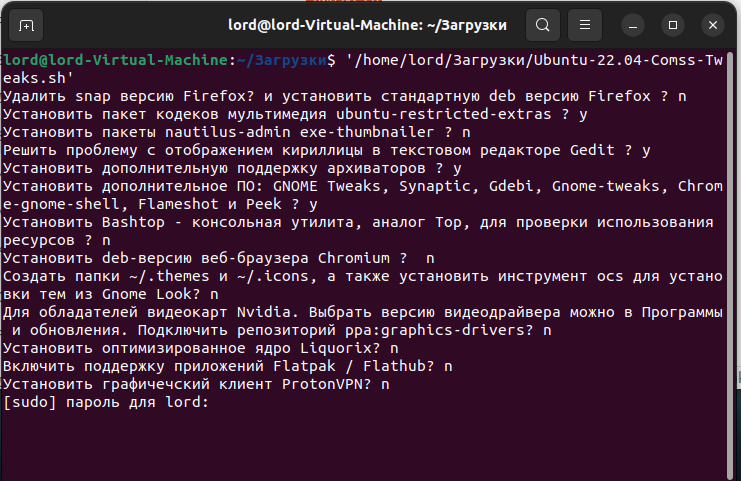 lord@lord-Virtual-Machine: ~/Загрузки
lord@lord-Virtual-Machine:~/Загрузки$ '/home/lord/Загрузки/Ubuntu-22.04-Comss-Tw
eaks.sh'
Удалить snap версию Firefox? и установить стандартную deb версию Firefox ? n
Установить пакет кодеков мультимедия ubuntu-restricted-extras ? y
Установить пакеты nautilus-admin exe-thumbnailer ? n
Решить проблему с отображением кириллицы в текстовом редакторе Gedit ? y
Установить дополнительную поддержку архиваторов ? y
Установить дополнительное ПО: GNOME Tweaks, Synaptic, Gdebi, Gnome-tweaks, Chrom
e-gnome-shell, Flameshot и Peek ? y
Установить Bashtop - консольная утилита, аналог Top, для проверки использования
ресурсов ? n
Установить deb-версию веб-браузера Chromium ?  n
Создать папки ~/.themes и ~/.icons, а также установить инструмент ocs для устано
вки тем из Gnome Look? n
Для обладателей видеокарт Nvidia. Выбрать версию видеодрайвера можно в Программы
 и обновления. Подключить репозиторий ppa:graphics-drivers? n
Установить оптимизированное ядро Liquorix? n
Включить поддержку приложений Flatpak / Flathub? n
Установить графичечский клиент ProtonVPN? n
[sudo] пароль для lord: